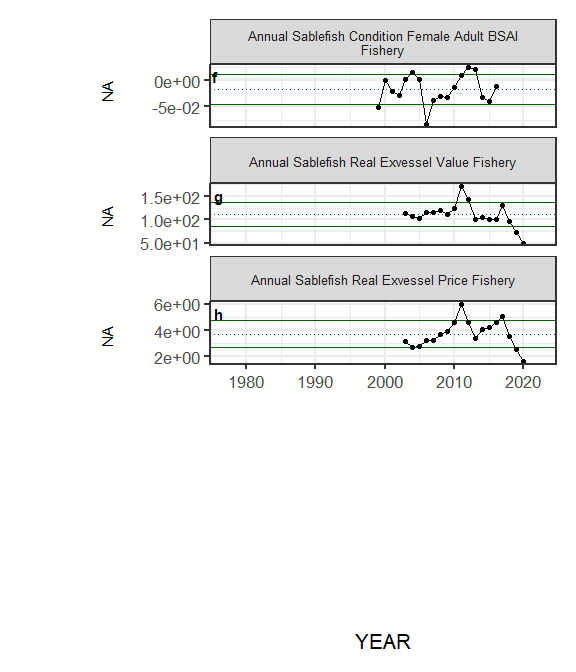 Annual Sablefish Condition Female Adult BSAI
Fishery
f
NA
0e+00
-5e-02
Annual Sablefish Real Exvessel Value Fishery
g
NA
1.5e+02
1.0e+02
5.0e+01
Annual Sablefish Real Exvessel Price Fishery
h
NA
6e+00
4e+00
2e+00
1980 1990 2000 2010 2020
YEAR